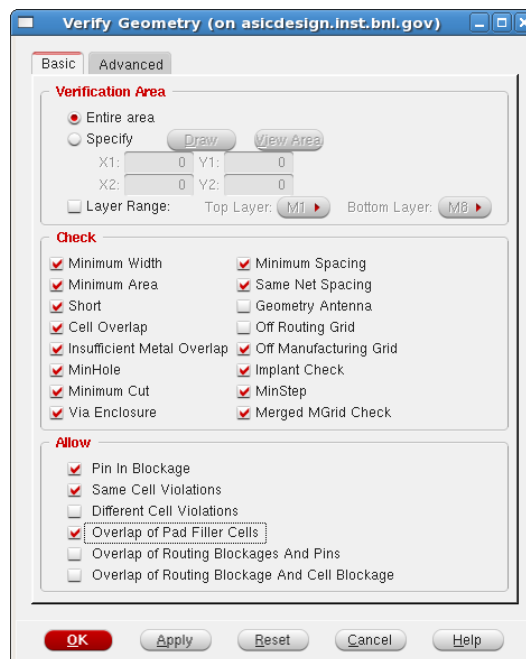 Verify Geometry (on asicdesign.inst.bnl.gov)
Basic Advanced
Verification Area
Entire area
Specify Draw View Area
X1: 0 Y1: 0
X2: 0 Y2: 0
Layer Range: Top Layer: M1 Bottom Layer: M8
Check
Minimum Width Minimum Spacing
Minimum Area Same Net Spacing
Short Geometry Antenna
Cell Overlap Off Routing Grid
Insufficient Metal Overlap Off Manufacturing Grid
MinHole Implant Check
Minimum Cut MinStep
Via Enclosure Merged MGrid Check
Allow
Pin In Blockage
Same Cell Violations
Different Cell Violations
Overlap of Pad Filler Cells
Overlap of Routing Blockages And Pins
Overlap of Routing Blockage And Cell Blockage
OK Apply Reset Cancel Help